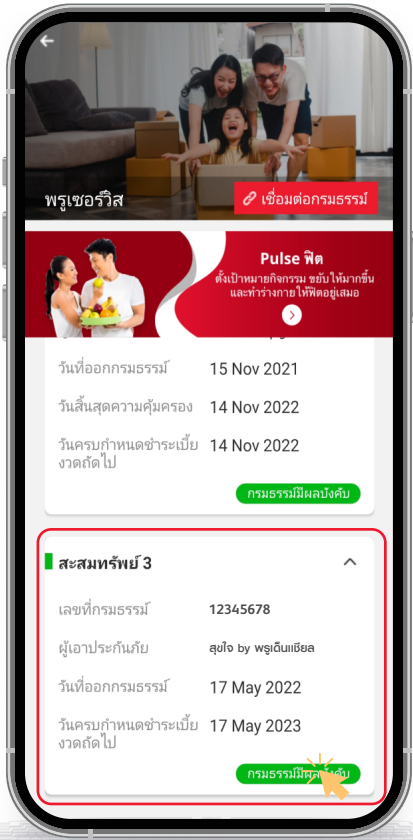 พรูเซอร์วิส
เชื่อมต่อกรมธรรม์
Pulse ฟิต
ตั้งเป้าหมายกิจกรรม ขยับ ให้มากขึ้น
และทำร่างกาย ให้ฟิตอยู่เสมอ
วันที่ออกกรมธรรม์ 15 Nov 2021
วันสิ้นสุดความคุ้มครอง 14 Nov 2022
วันครบกำหนดชำระเบี้ย 14 Nov 2022
งวดถัดไป
กรมธรรม์มีผลบังคับ
สะสมทรัพย์ 3
เลขที่กรมธรรม์ 12345678
ผู้เอาประกันภัย สุขใจ by พรูเด็นเชียล
วันที่ออกกรมธรรม์ 17 May 2022
วันครบกำหนดชำระเบี้ย 17 May 2023
งวดถัดไป
กรมธรรม์มีผลบังคับ